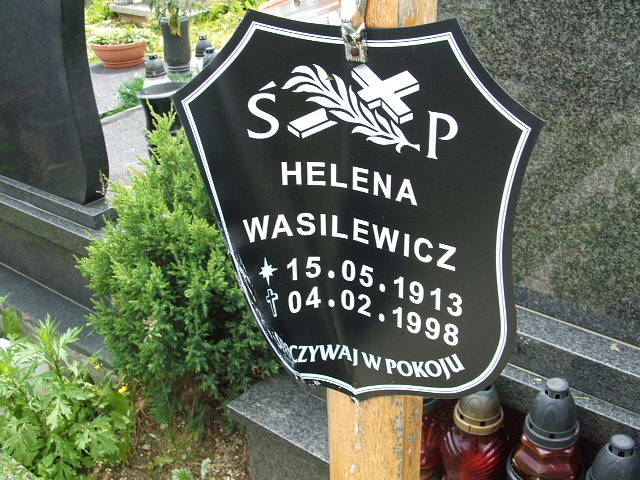 Ś P
HELENA
WASILEWICZ
15.05.1913
04.02.1998
W POKOJU